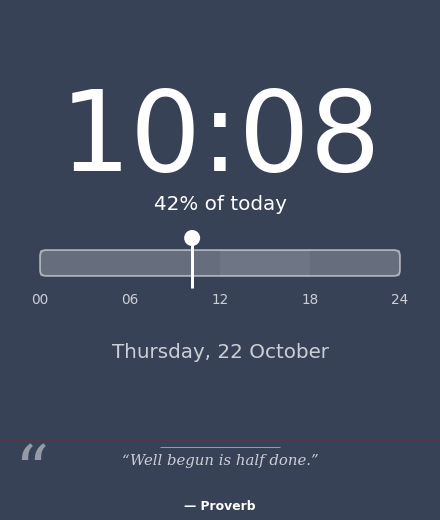 10:08
42% of today
00 06 12 18 24
Thursday, 22 October
“
“Well begun is half done.”
— Proverb